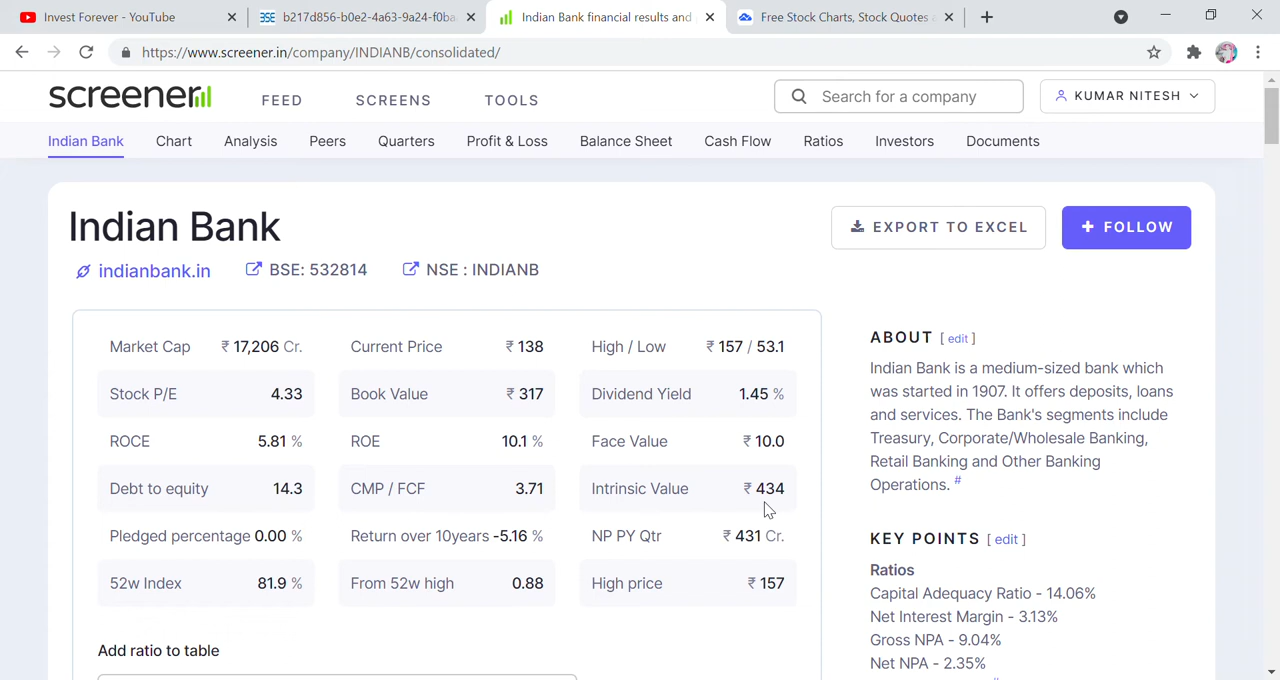 Invest Forever - YouTube
b217d856-b0e2-4a63-9a24-f0ba
Indian Bank financial results and
Free Stock Charts, Stock Quotes a
https://www.screener.in/company/INDIANB/consolidated/
screener
FEED
SCREENS
TOOLS
Search for a company
KUMAR NITESH
Indian Bank
Chart
Analysis
Peers
Quarters
Profit & Loss
Balance Sheet
Cash Flow
Ratios
Investors
Documents
Indian Bank
EXPORT TO EXCEL
FOLLOW
indianbank.in
BSE: 532814
NSE : INDIANB
Market Cap ₹ 17,206 Cr.
Current Price ₹ 138
High / Low ₹ 157 / 53.1
Stock P/E 4.33
Book Value ₹ 317
Dividend Yield 1.45 %
ROCE 5.81 %
ROE 10.1 %
Face Value ₹ 10.0
Debt to equity 14.3
CMP / FCF 3.71
Intrinsic Value ₹ 434
Pledged percentage 0.00 %
Return over 10years -5.16 %
NP PY Qtr ₹ 431 Cr.
52w Index 81.9 %
From 52w high 0.88
High price ₹ 157
Add ratio to table
ABOUT [ edit ]
Indian Bank is a medium-sized bank which
was started in 1907. It offers deposits, loans
and services. The Bank's segments include
Treasury, Corporate/Wholesale Banking,
Retail Banking and Other Banking
Operations. #
KEY POINTS [ edit ]
Ratios
Capital Adequacy Ratio - 14.06%
Net Interest Margin - 3.13%
Gross NPA - 9.04%
Net NPA - 2.35%